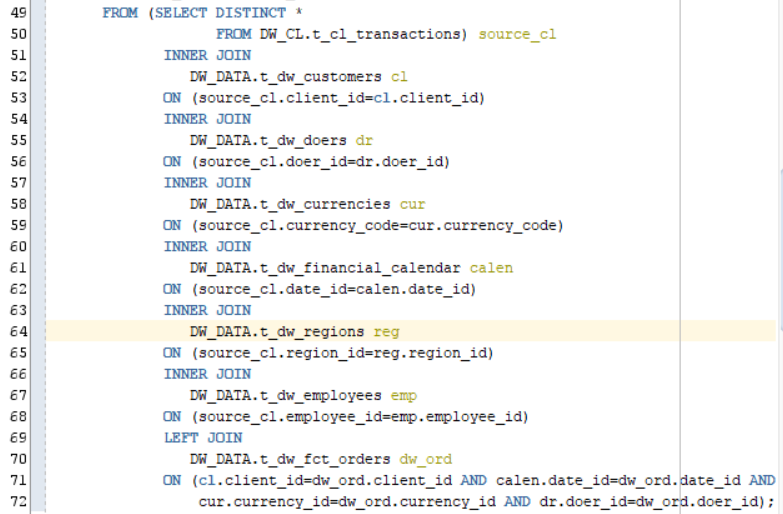 49 FROM (SELECT DISTINCT *
50 FROM DW_CL.t_cl_transactions) source_cl
51 INNER JOIN
52 DW_DATA.t_dw_customers cl
53 ON (source_cl.client_id=cl.client_id)
54 INNER JOIN
55 DW_DATA.t_dw_doers dr
56 ON (source_cl.doer_id=dr.doer_id)
57 INNER JOIN
58 DW_DATA.t_dw_currencies cur
59 ON (source_cl.currency_code=cur.currency_code)
60 INNER JOIN
61 DW_DATA.t_dw_financial_calendar calen
62 ON (source_cl.date_id=calen.date_id)
63 INNER JOIN
64 DW_DATA.t_dw_regions reg
65 ON (source_cl.region_id=reg.region_id)
66 INNER JOIN
67 DW_DATA.t_dw_employees emp
68 ON (source_cl.employee_id=emp.employee_id)
69 LEFT JOIN
70 DW_DATA.t_dw_fct_orders dw_ord
71 ON (cl.client_id=dw_ord.client_id AND calen.date_id=dw_ord.date_id AND
72 cur.currency_id=dw_ord.currency_id AND dr.doer_id=dw_ord.doer_id);